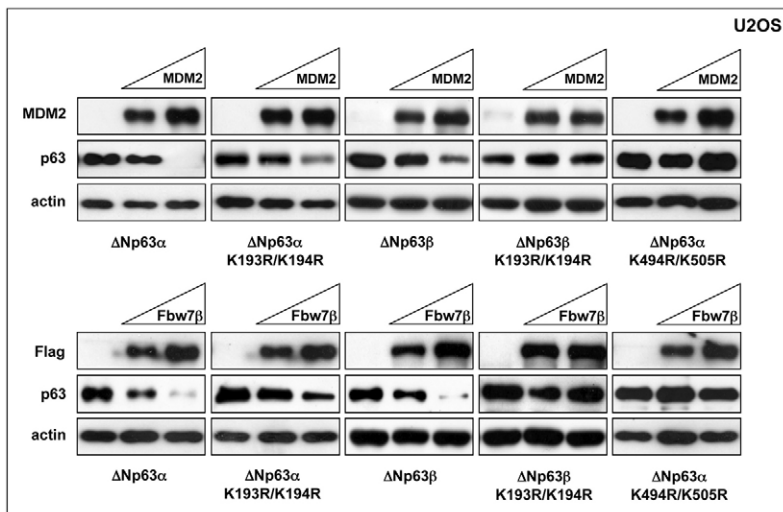 U2OS
MDM2 MDM2 MDM2 MDM2 MDM2
MDM2
p63
actin
ΔNp63α ΔNp63α ΔNp63β ΔNp63β ΔNp63α
K193R/K194R K193R/K194R K494R/K505R
Fbw7β Fbw7β Fbw7β Fbw7β Fbw7β
Flag
p63
actin
ΔNp63α ΔNp63α ΔNp63β ΔNp63β ΔNp63α
K193R/K194R K193R/K194R K494R/K505R